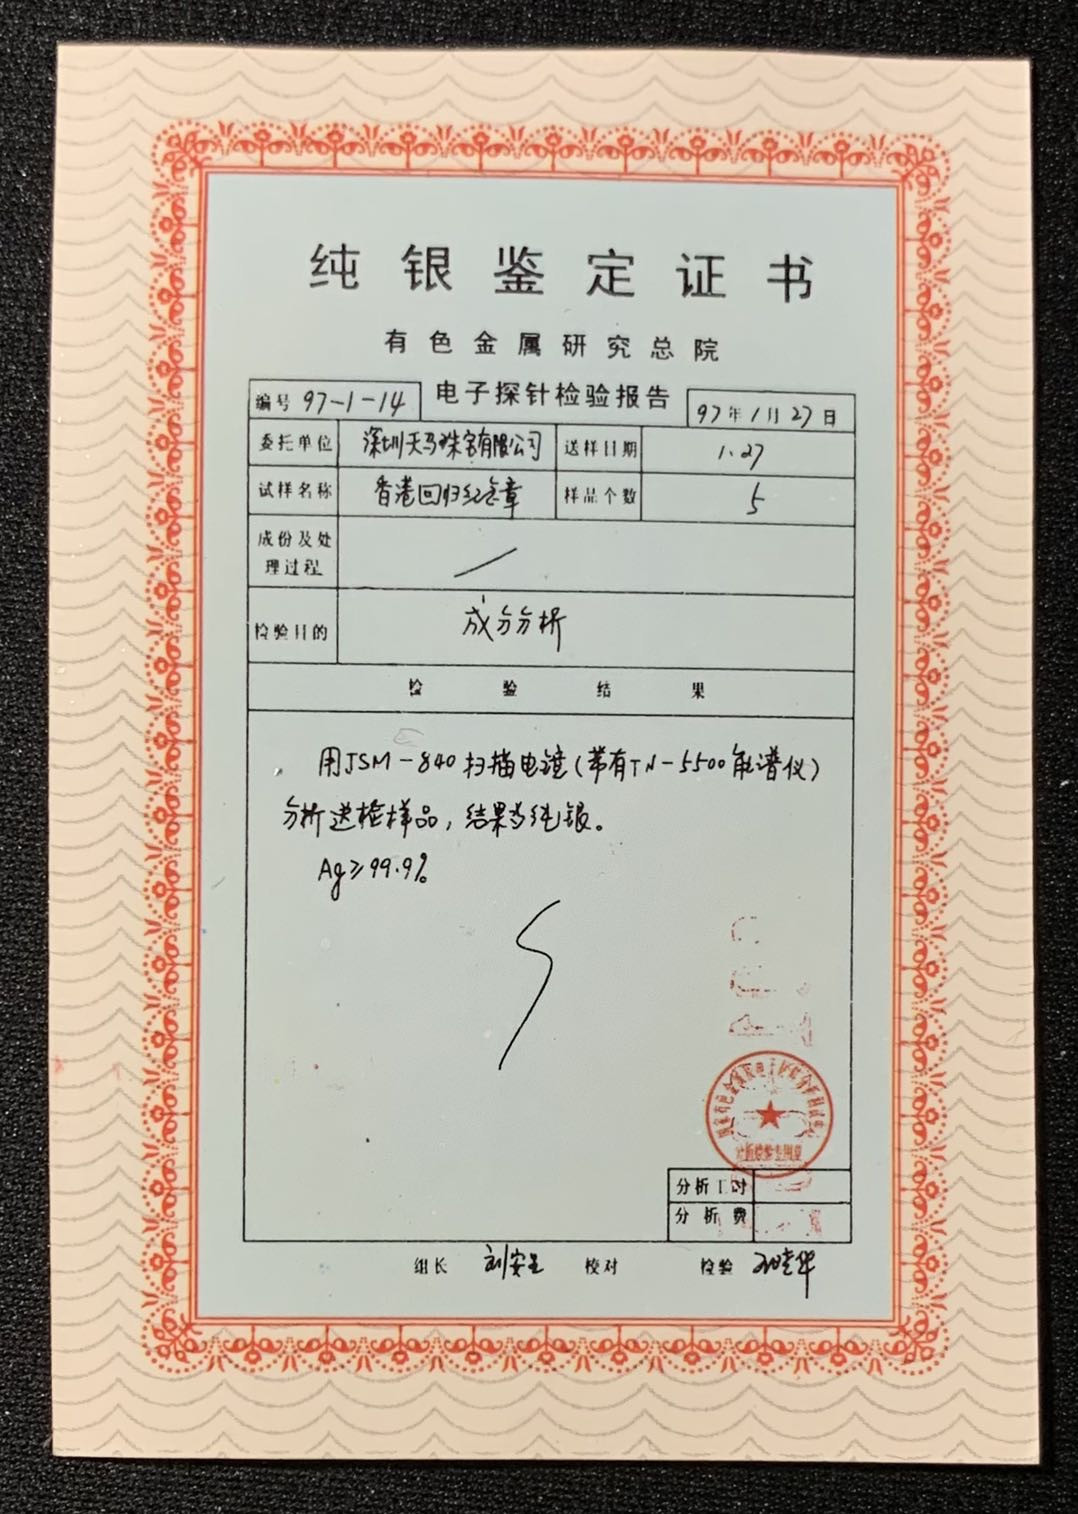 纯银鉴定证书
有色金属研究总院
电子探针检验报告
编号 97-1-14
97年1月27日
委托单位 深圳天马珠宝有限公司 送样日期 1.27
试样名称 香港回归纪念章 样品个数 5
成份及处理过程
检验目的 成分分析
检验结果
用JSM-840扫描电镜(带有TN-5500能谱仪)
分析送检样品,结果为纯银。
Ag≥99.9%
分析工时
分析费
组长 刘安生 校对 检验